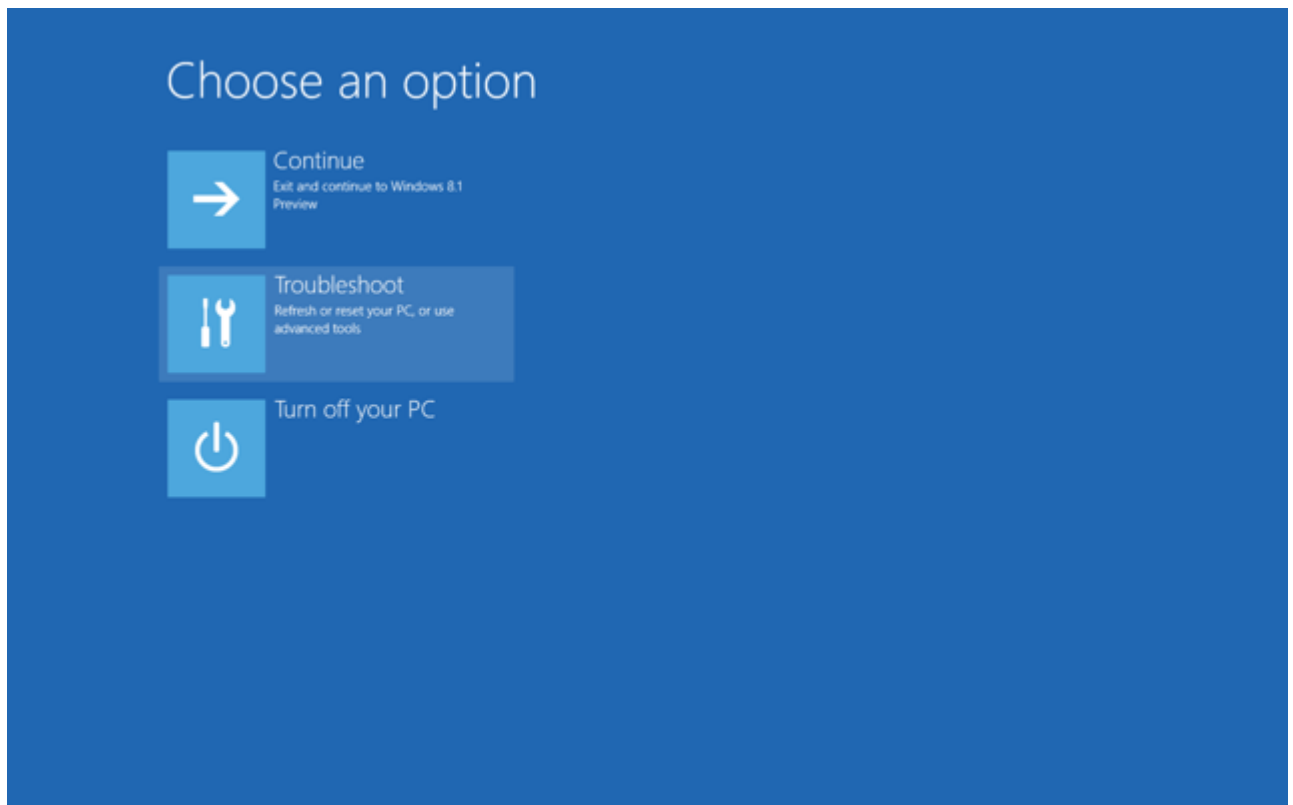 Choose an option
Continue
Exit and continue to Windows 8.1
Preview
Troubleshoot
Refresh or reset your PC, or use
advanced tools
Turn off your PC